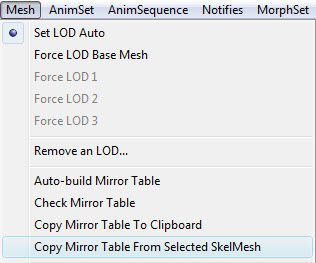 Mesh AnimSet AnimSequence Notifies MorphSet
Set LOD Auto
Force LOD Base Mesh
Force LOD 1
Force LOD 2
Force LOD 3
Remove an LOD...
Auto-build Mirror Table
Check Mirror Table
Copy Mirror Table To Clipboard
Copy Mirror Table From Selected SkelMesh